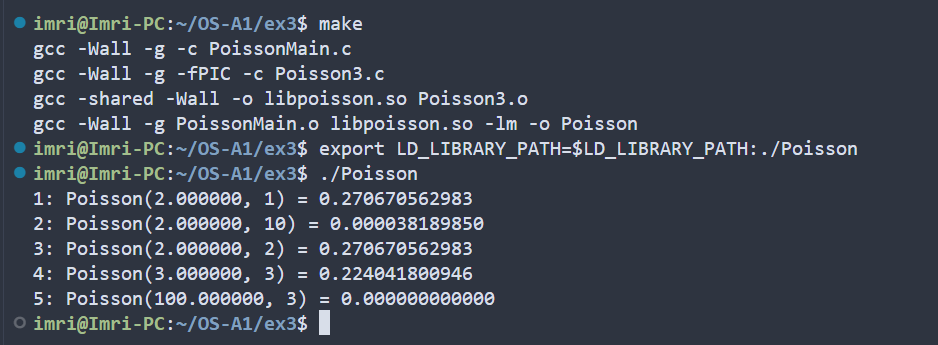 imri@Imri-PC:~/OS-A1/ex3$ make
gcc -Wall -g -c PoissonMain.c
gcc -Wall -g -fPIC -c Poisson3.c
gcc -shared -Wall -o libpoisson.so Poisson3.o
gcc -Wall -g PoissonMain.o libpoisson.so -lm -o Poisson
imri@Imri-PC:~/OS-A1/ex3$ export LD_LIBRARY_PATH=$LD_LIBRARY_PATH:./Poisson
imri@Imri-PC:~/OS-A1/ex3$ ./Poisson
1: Poisson(2.000000, 1) = 0.270670562983
2: Poisson(2.000000, 10) = 0.000038189850
3: Poisson(2.000000, 2) = 0.270670562983
4: Poisson(3.000000, 3) = 0.224041800946
5: Poisson(100.000000, 3) = 0.000000000000
imri@Imri-PC:~/OS-A1/ex3$